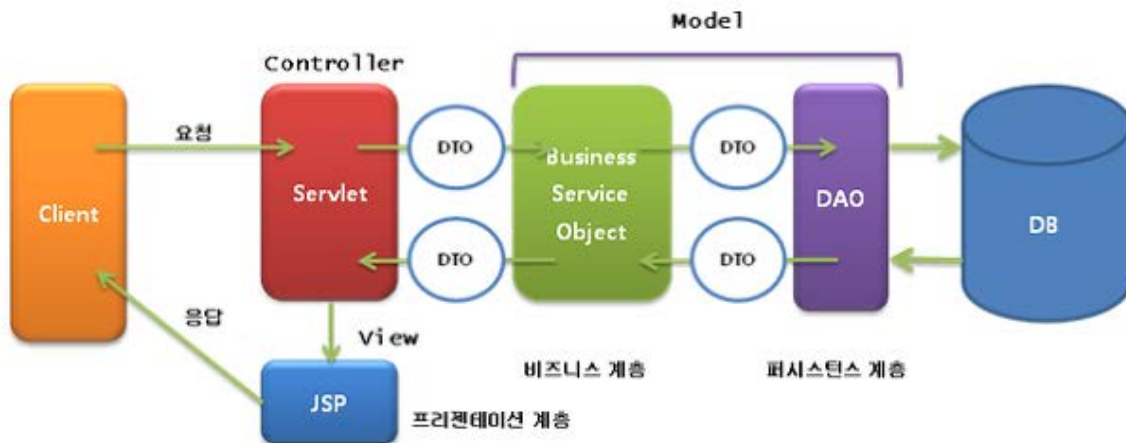 Model
Controller
요청
DTO
DTO
Client
Servlet
Business
Service
Object
DAO
DB
DTO
DTO
응답
View
JSP
프리젠테이션 계층
비즈니스 계층
퍼시스턴스 계층